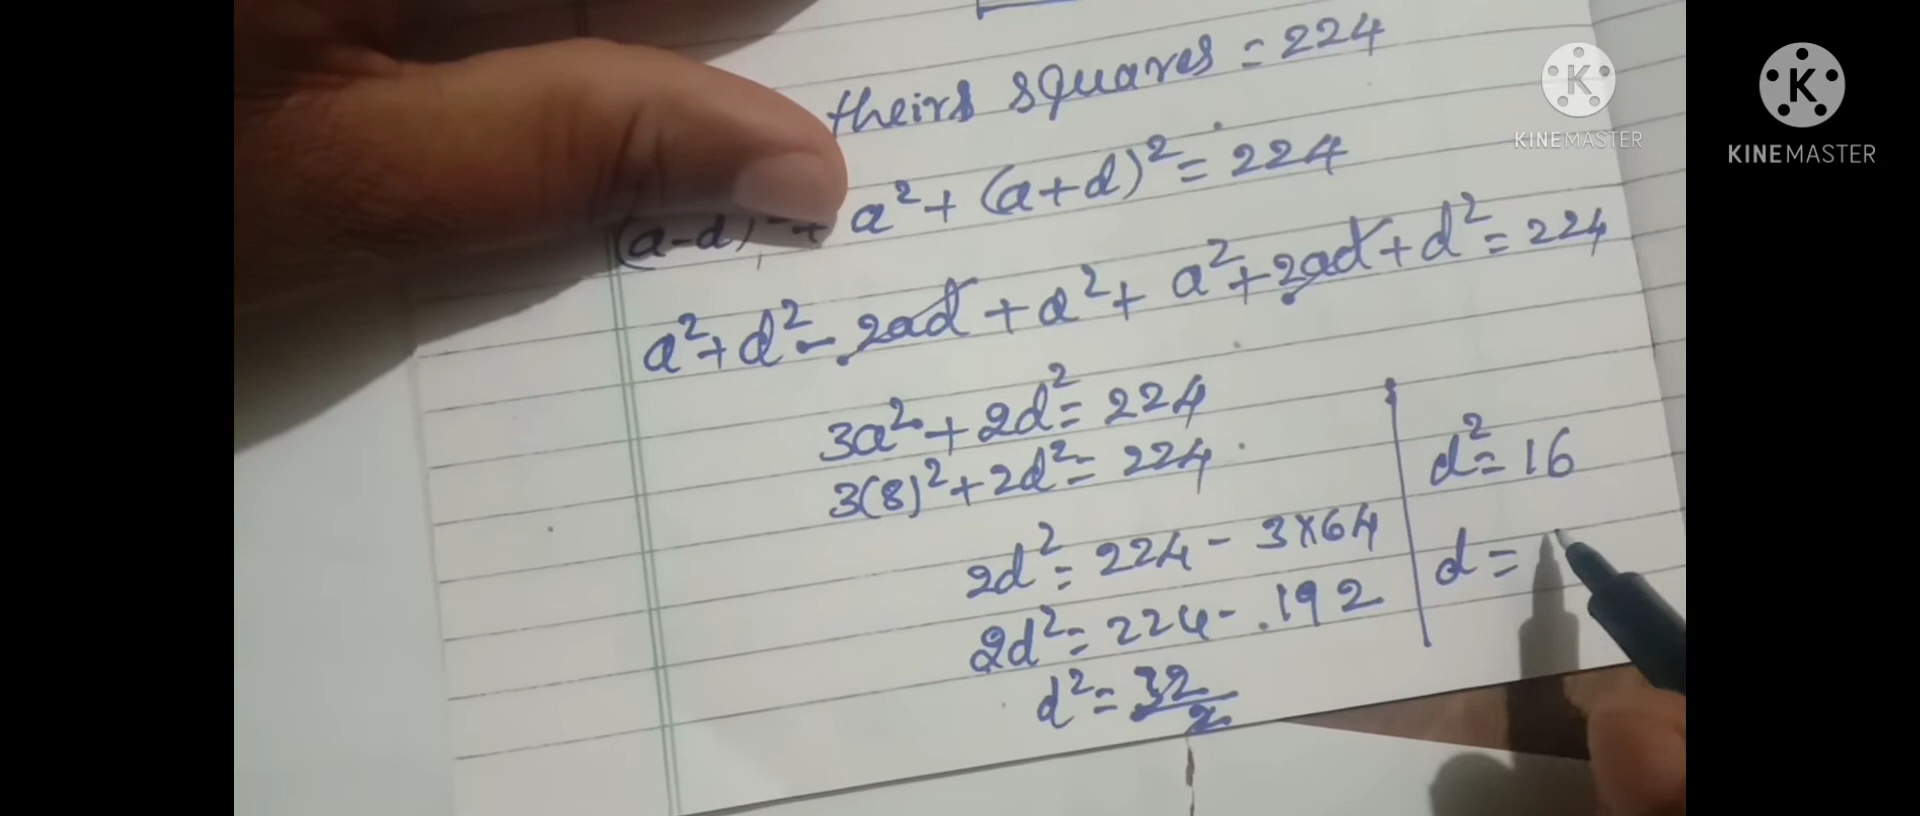 theirs squares = 224
(a-d)² + a² + (a+d)² = 224
a² + d² - 2ad + a² + a² + 2ad + d² = 224
3a² + 2d² = 224
3(8)² + 2d² = 224
2d² = 224 - 3×64
2d² = 224 - .192
d² = 32/2
d² = 16
d =
KINEMASTER
KINEMASTER